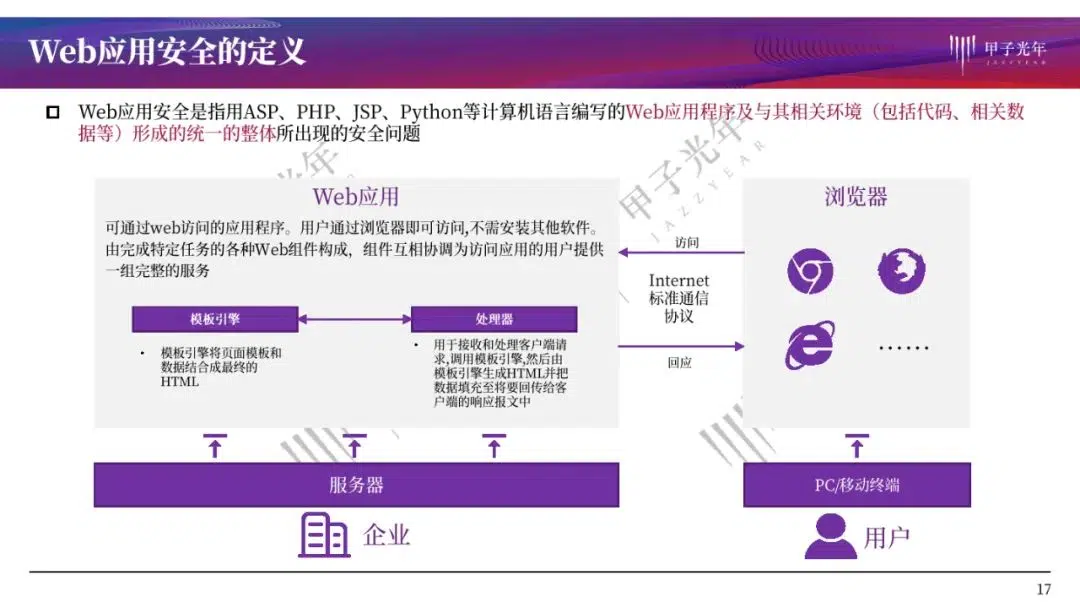 Web应用安全的定义
甲子光年
JAZZYEAR
Web应用安全是指用ASP、PHP、JSP、Python等计算机语言编写的Web应用程序及与其相关环境（包括代码、相关数
据等）形成的统一的整体所出现的安全问题
Web应用
可通过web访问的应用程序。用户通过浏览器即可访问,不需安装其他软件。
由完成特定任务的各种Web组件构成，组件互相协调为访问应用的用户提供
一组完整的服务
模板引擎
处理器
• 模板引擎将页面模板和
数据结合成最终的
HTML
• 用于接收和处理客户端请
求,调用模板引擎,然后由
模板引擎生成HTML并把
数据填充至将要回传给客
户端的响应报文中
访问
Internet
标准通信
协议
回应
浏览器
……
服务器
PC/移动终端
企业
用户
甲子光年
JAZZYEAR
光年
17